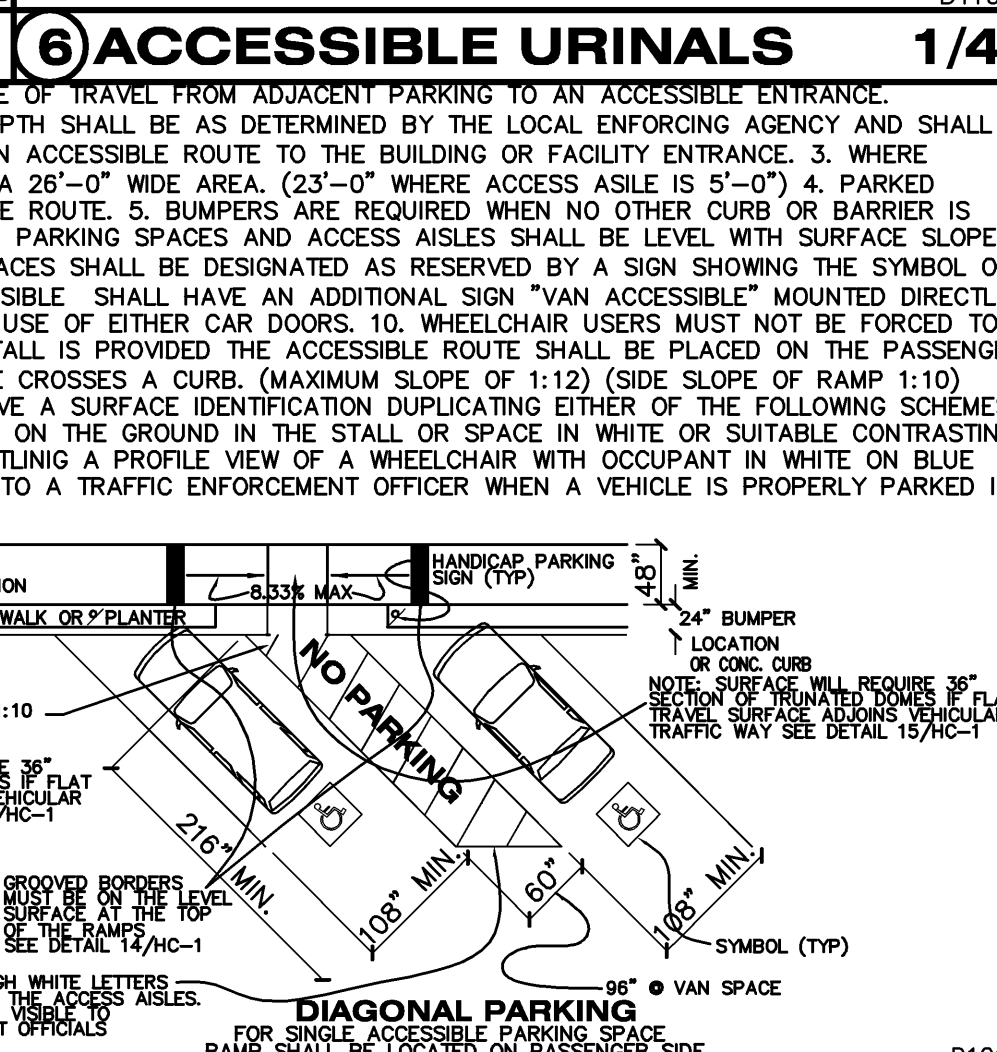 6 ACCESSIBLE URINALS 1/4
OF TRAVEL FROM ADJACENT PARKING TO AN ACCESSIBLE ENTRANCE.
PTH SHALL BE AS DETERMINED BY THE LOCAL ENFORCING AGENCY AND SHALL
N ACCESSIBLE ROUTE TO THE BUILDING OR FACILITY ENTRANCE. 3. WHERE
A 26'-0" WIDE AREA. (23'-0" WHERE ACCESS ASILE IS 5'-0") 4. PARKED
E ROUTE. 5. BUMPERS ARE REQUIRED WHEN NO OTHER CURB OR BARRIER IS
PARKING SPACES AND ACCESS AISLES SHALL BE LEVEL WITH SURFACE SLOPE
ACES SHALL BE DESIGNATED AS RESERVED BY A SIGN SHOWING THE SYMBOL O
SIBLE SHALL HAVE AN ADDITIONAL SIGN "VAN ACCESSIBLE" MOUNTED DIRECTL
USE OF EITHER CAR DOORS. 10. WHEELCHAIR USERS MUST NOT BE FORCED TO
TALL IS PROVIDED THE ACCESSIBLE ROUTE SHALL BE PLACED ON THE PASSENG
E CROSSES A CURB. (MAXIMUM SLOPE OF 1:12) (SIDE SLOPE OF RAMP 1:10)
VE A SURFACE IDENTIFICATION DUPLICATING EITHER OF THE FOLLOWING SCHEMES
ON THE GROUND IN THE STALL OR SPACE IN WHITE OR SUITABLE CONTRASTIN
TLINIG A PROFILE VIEW OF A WHEELCHAIR WITH OCCUPANT IN WHITE ON BLUE
TO A TRAFFIC ENFORCEMENT OFFICER WHEN A VEHICLE IS PROPERLY PARKED I
HANDICAP PARKING
SIGN (TYP)
48" MIN.
ION
8.33% MAX
WALK OR PLANTER
24" BUMPER
LOCATION
OR CONC. CURB
NO PARKING
NOTE: SURFACE WILL REQUIRE 36"
SECTION OF TRUNATED DOMES IF FLA
TRAVEL SURFACE ADJOINS VEHICULAR
TRAFFIC WAY SEE DETAIL 15/HC-1
:10
E 36"
S IF FLAT
EHICULAR
/HC-1
216" MIN.
108" MIN.
60"
108" MIN.
GROOVED BORDERS
MUST BE ON THE LEVEL
SURFACE AT THE TOP
OF THE RAMPS
SEE DETAIL 14/HC-1
SYMBOL (TYP)
GH WHITE LETTERS
THE ACCESS AISLES.
VISIBLE TO
T OFFICIALS
96" @ VAN SPACE
DIAGONAL PARKING
FOR SINGLE ACCESSIBLE PARKING SPACE
RAMP SHALL BE LOCATED ON PASSENGER SIDE